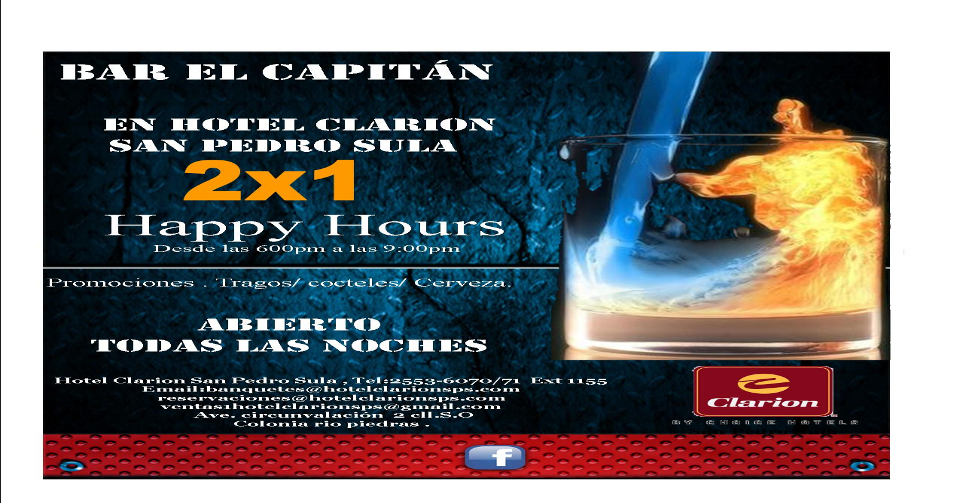 BAR EL CAPITÁN
EN HOTEL CLARION
SAN PEDRO SULA
2x1
Happy Hours
Desde las 600pm a las 9:00pm
Promociones . Tragos/ cocteles/ Cerveza.
ABIERTO
TODAS LAS NOCHES
Hotel Clarion San Pedro Sula , Tel:2553-6070/71 Ext 1155
Email:banquetes@hotelclarionsps.com
reservaciones@hotelclarionsps.com
ventas1hotelclarionsps@gmail.com
Ave. circunvalación 2 cll.S.O
Colonia rio piedras .
Clarion
BY CHOICE HOTELS
f